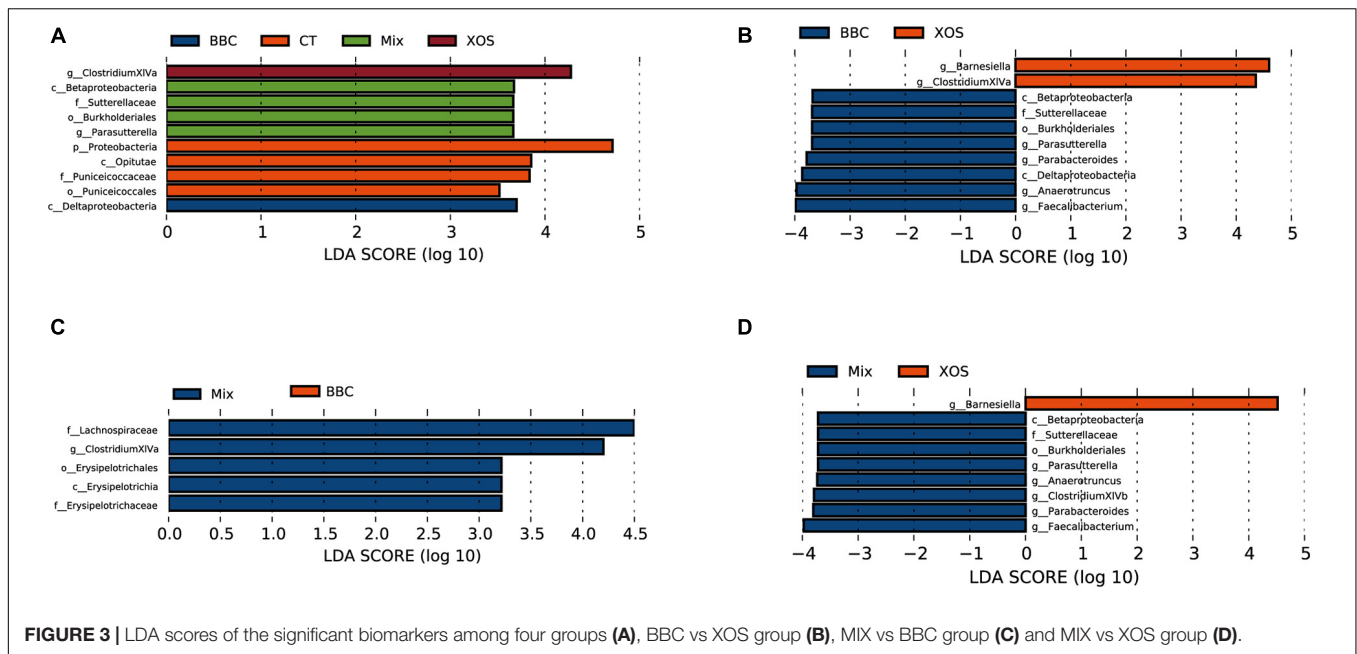 A
BBC CT Mix XOS
g__ClostridiumXlVa
c__Betaproteobacteria
f__Sutterellaceae
o__Burkholderiales
g__Parasutterella
p__Proteobacteria
c__Opitutae
f__Puniceicoccaceae
o__Puniceicoccales
c__Deltaproteobacteria
0 1 2 3 4 5
LDA SCORE (log 10)
B
BBC XOS
g__Barnesiella
g__ClostridiumXlVa
c__Betaproteobacteria
f__Sutterellaceae
o__Burkholderiales
g__Parasutterella
g__Parabacteroides
c__Deltaproteobacteria
g__Anaerotruncus
g__Faecalibacterium
−4 −3 −2 −1 0 1 2 3 4 5
LDA SCORE (log 10)
C
Mix BBC
f__Lachnospiraceae
g__ClostridiumXlVa
o__Erysipelotrichales
c__Erysipelotrichia
f__Erysipelotrichaceae
0.0 0.5 1.0 1.5 2.0 2.5 3.0 3.5 4.0 4.5
LDA SCORE (log 10)
D
Mix XOS
g__Barnesiella
c__Betaproteobacteria
f__Sutterellaceae
o__Burkholderiales
g__Parasutterella
g__Anaerotruncus
g__ClostridiumXlVb
g__Parabacteroides
g__Faecalibacterium
−4 −3 −2 −1 0 1 2 3 4 5
LDA SCORE (log 10)
FIGURE 3 | LDA scores of the significant biomarkers among four groups (A), BBC vs XOS group (B), MIX vs BBC group (C) and MIX vs XOS group (D).